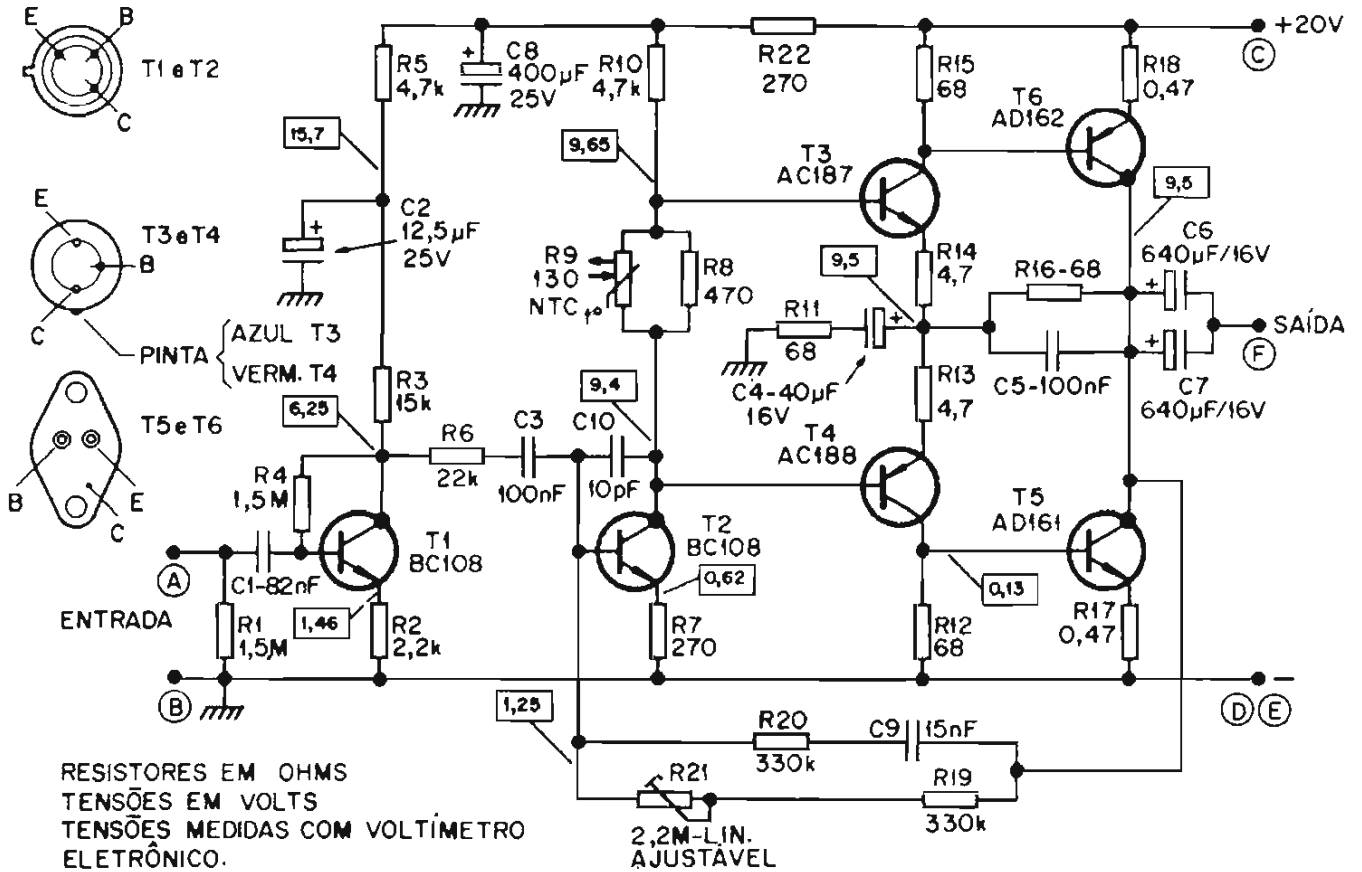 E
B
T1 e T2
C
E
T3 e T4
B
C
PINTA
AZUL T3
VERM. T4
T5 e T6
B
E
C
R5
4,7k
C8
+
400µF
25V
R10
4,7k
R22
270
R15
68
R18
0,47
+20V
C
T6
AD162
15,7
9,65
T3
AC187
9,5
+
C2
12,5µF
25V
R9
130
NTC t°
R8
470
9,5
R14
4,7
R16-68
C6
640µF/16V
+
R11
68
+
C4-40µF
16V
C5-100nF
SAÍDA
F
+
C7
640µF/16V
R13
4,7
R3
15k
6,25
9,4
R6
22k
C3
100nF
C10
10pF
T4
AC188
R4
1,5M
T1
BC108
T2
BC108
T5
AD161
A
C1-82nF
ENTRADA
0,62
0,13
R1
1,5M
1,46
R2
2,2k
R7
270
R12
68
R17
0,47
B
D E
−
1,25
R20
330k
C9
15nF
R21
2,2M-LIN.
AJUSTÁVEL
R19
330k
RESISTORES EM OHMS
TENSÕES EM VOLTS
TENSÕES MEDIDAS COM VOLTÍMETRO
ELETRÔNICO.